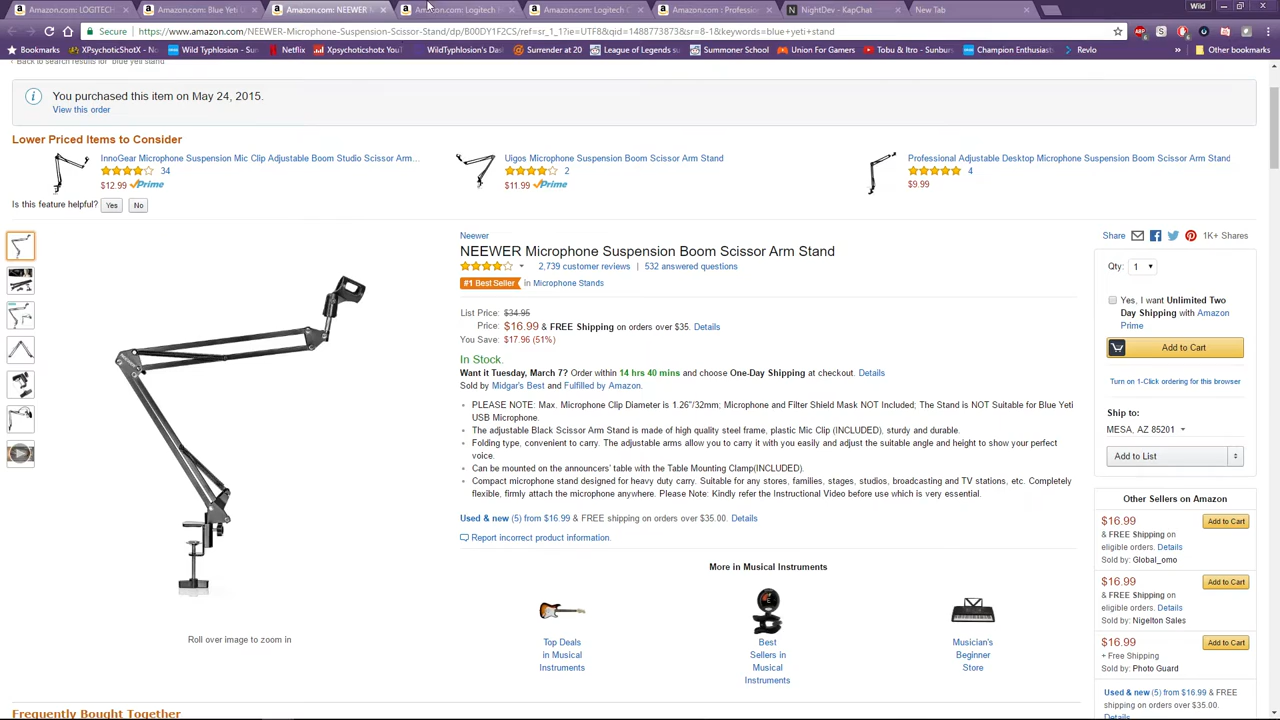 Amazon.com: LOGITECH
Amazon.com: Blue Yeti U
Amazon.com: NEEWER M
Amazon.com: Logitech H
Amazon.com: Logitech C
Amazon.com : Professiona
NightDev - KapChat
New Tab
Wild
Secure
https://www.amazon.com/NEEWER-Microphone-Suspension-Scissor-Stand/dp/B00DY1F2CS/ref=sr_1_1?ie=UTF8&qid=1488773873&sr=8-1&keywords=blue+yeti+stand
Bookmarks
XPsychoticShotX - T
Wild Typhlosion - Sun
Netflix
Xpsychoticshots You
WildTyphlosion's Das
Surrender at 20
League of Legends su
Summoner School
Union For Gamers
Tobu & Itro - Sunburs
Champion Enthusiasts
Revlo
»
Other bookmarks
‹ Back to search results for "blue yeti stand"
You purchased this item on May 24, 2015.
View this order
Lower Priced Items to Consider
InnoGear Microphone Suspension Mic Clip Adjustable Boom Studio Scissor Arm...
34
$12.99 Prime
Uigos Microphone Suspension Boom Scissor Arm Stand
2
$11.99 Prime
Professional Adjustable Desktop Microphone Suspension Boom Scissor Arm Stand
4
$9.99
Is this feature helpful? Yes No
Neewer
NEEWER Microphone Suspension Boom Scissor Arm Stand
2,739 customer reviews | 532 answered questions
#1 Best Seller in Microphone Stands
List Price: $34.95
Price: $16.99 & FREE Shipping on orders over $35. Details
You Save: $17.96 (51%)
In Stock.
Want it Tuesday, March 7? Order within 14 hrs 40 mins and choose One-Day Shipping at checkout. Details
Sold by Midgar's Best and Fulfilled by Amazon.
PLEASE NOTE: Max. Microphone Clip Diameter is 1.26"/32mm; Microphone and Filter Shield Mask NOT Included; The Stand is NOT Suitable for Blue Yeti
USB Microphone.
The adjustable Black Scissor Arm Stand is made of high quality steel frame, plastic Mic Clip (INCLUDED), sturdy and durable.
Folding type, convenient to carry. The adjustable arms allow you to carry it with you easily and adjust the suitable angle and height to show your perfect
voice.
Can be mounted on the announcers' table with the Table Mounting Clamp(INCLUDED).
Compact microphone stand designed for heavy duty carry. Suitable for any stores, families, stages, studios, broadcasting and TV stations, etc. Completely
flexible, firmly attach the microphone anywhere. Please Note: Kindly refer the Instructional Video before use which is very essential.
Used & new (5) from $16.99 & FREE shipping on orders over $35.00. Details
Report incorrect product information.
Roll over image to zoom in
More in Musical Instruments
Top Deals
in Musical
Instruments
Best
Sellers in
Musical
Instruments
Musician's
Beginner
Store
Frequently Bought Together
Share
1K+ Shares
Qty: 1
Yes, I want Unlimited Two
Day Shipping with Amazon
Prime
Add to Cart
Turn on 1-Click ordering for this browser
Ship to:
MESA, AZ 85201
Add to List
Other Sellers on Amazon
$16.99
Add to Cart
& FREE Shipping on
eligible orders. Details
Sold by: Global_omo
$16.99
Add to Cart
& FREE Shipping on
eligible orders. Details
Sold by: Nigelton Sales
$16.99
Add to Cart
+ Free Shipping
Sold by: Photo Guard
Used & new (5) from $16.99 & FREE
shipping on orders over $35.00.
Details